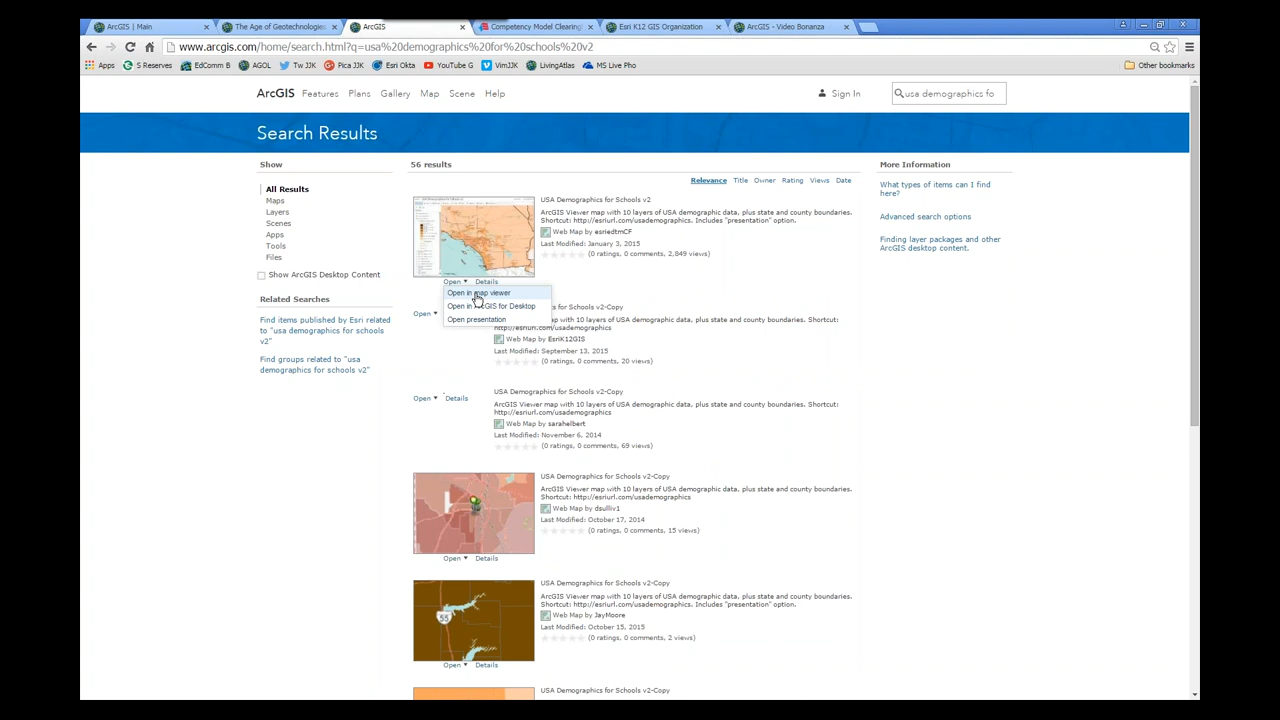 ArcGIS | Main
The Age of Geotechnologies
ArcGIS
Competency Model Clearing
Esri K12 GIS Organization
ArcGIS - Video Bonanza
www.arcgis.com/home/search.html?q=usa%20demographics%20for%20schools%20v2
Apps S Reserves EdComm B AGOL Tw JJK Pica JJK Esri Okta YouTube G VimJJK LivingAtlas MS Live Pho Other bookmarks
ArcGIS Features Plans Gallery Map Scene Help Sign In usa demographics fo
Search Results
Show
All Results
Maps
Layers
Scenes
Apps
Tools
Files
Show ArcGIS Desktop Content
Related Searches
Find items published by Esri related
to "usa demographics for schools
v2"
Find groups related to "usa
demographics for schools v2"
56 results
Relevance Title Owner Rating Views Date
USA Demographics for Schools v2
ArcGIS Viewer map with 10 layers of USA demographic data, plus state and county boundaries.
Shortcut: http://esriurl.com/usademographics. Includes "presentation" option.
Web Map by esriedtmCF
Last Modified: January 3, 2015
(0 ratings, 0 comments, 2,849 views)
Open Details
Open in map viewer
Open in ArcGIS for Desktop
Open presentation
cs for Schools v2-Copy
Open
map with 10 layers of USA demographic data, plus state and county boundaries. Shortcut:
http://esriurl.com/usademographics
Web Map by EsriK12GIS
Last Modified: September 13, 2015
(0 ratings, 0 comments, 20 views)
USA Demographics for Schools v2-Copy
Open Details
ArcGIS Viewer map with 10 layers of USA demographic data, plus state and county boundaries. Shortcut:
http://esriurl.com/usademographics
Web Map by sarahelbert
Last Modified: November 6, 2014
(0 ratings, 0 comments, 69 views)
USA Demographics for Schools v2-Copy
ArcGIS Viewer map with 10 layers of USA demographic data, plus state and county boundaries.
Shortcut: http://esriurl.com/usademographics
Web Map by dsulliv1
Last Modified: October 17, 2014
(0 ratings, 0 comments, 15 views)
Open Details
USA Demographics for Schools v2-Copy
ArcGIS Viewer map with 10 layers of USA demographic data, plus state and county boundaries.
Shortcut: http://esriurl.com/usademographics. Includes "presentation" option.
Web Map by JayMoore
Last Modified: October 15, 2015
(0 ratings, 0 comments, 2 views)
55
Open Details
USA Demographics for Schools v2-Copy
More Information
What types of items can I find
here?
Advanced search options
Finding layer packages and other
ArcGIS desktop content.